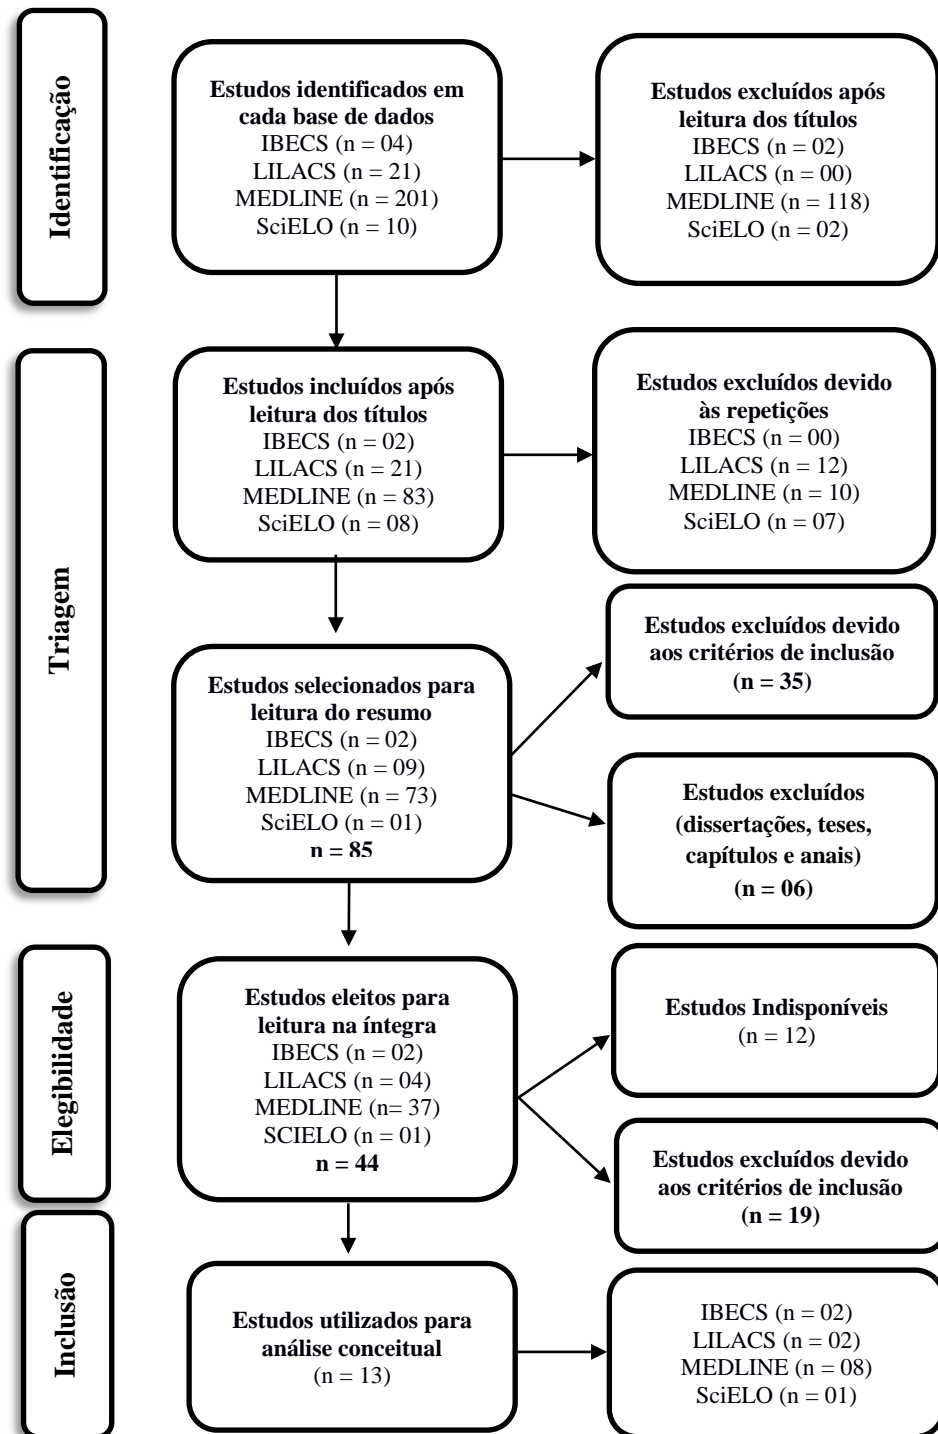 Identificação
Estudos identificados em
cada base de dados
IBECS (n = 04)
LILACS (n = 21)
MEDLINE (n = 201)
SciELO (n = 10)
Estudos excluídos após
leitura dos títulos
IBECS (n = 02)
LILACS (n = 00)
MEDLINE (n = 118)
SciELO (n = 02)
Triagem
Estudos incluídos após
leitura dos títulos
IBECS (n = 02)
LILACS (n = 21)
MEDLINE (n = 83)
SciELO (n = 08)
Estudos excluídos devido
às repetições
IBECS (n = 00)
LILACS (n = 12)
MEDLINE (n = 10)
SciELO (n = 07)
Estudos selecionados para
leitura do resumo
IBECS (n = 02)
LILACS (n = 09)
MEDLINE (n = 73)
SciELO (n = 01)
n = 85
Estudos excluídos devido
aos critérios de inclusão
(n = 35)
Estudos excluídos
(dissertações, teses,
capítulos e anais)
(n = 06)
Elegibilidade
Estudos eleitos para
leitura na íntegra
IBECS (n = 02)
LILACS (n = 04)
MEDLINE (n= 37)
SCIELO (n = 01)
n = 44
Estudos Indisponíveis
(n = 12)
Estudos excluídos devido
aos critérios de inclusão
(n = 19)
Inclusão
Estudos utilizados para
análise conceitual
(n = 13)
IBECS (n = 02)
LILACS (n = 02)
MEDLINE (n = 08)
SciELO (n = 01)